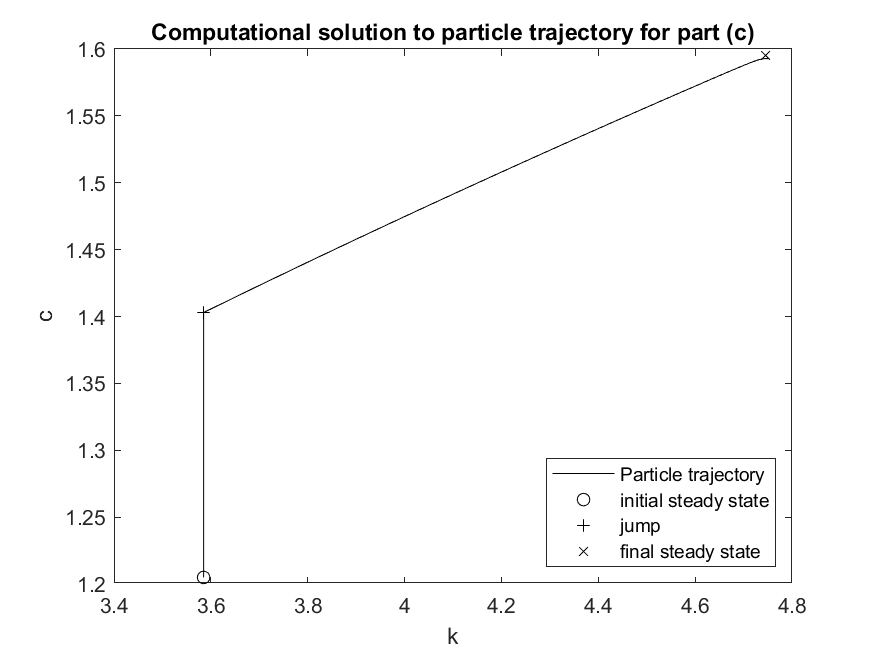 Computational solution to particle trajectory for part (c)
1.6
1.55
1.5
1.45
1.4
1.35
1.3
1.25
1.2
c
Particle trajectory
initial steady state
jump
final steady state
3.4 3.6 3.8 4 4.2 4.4 4.6 4.8
k